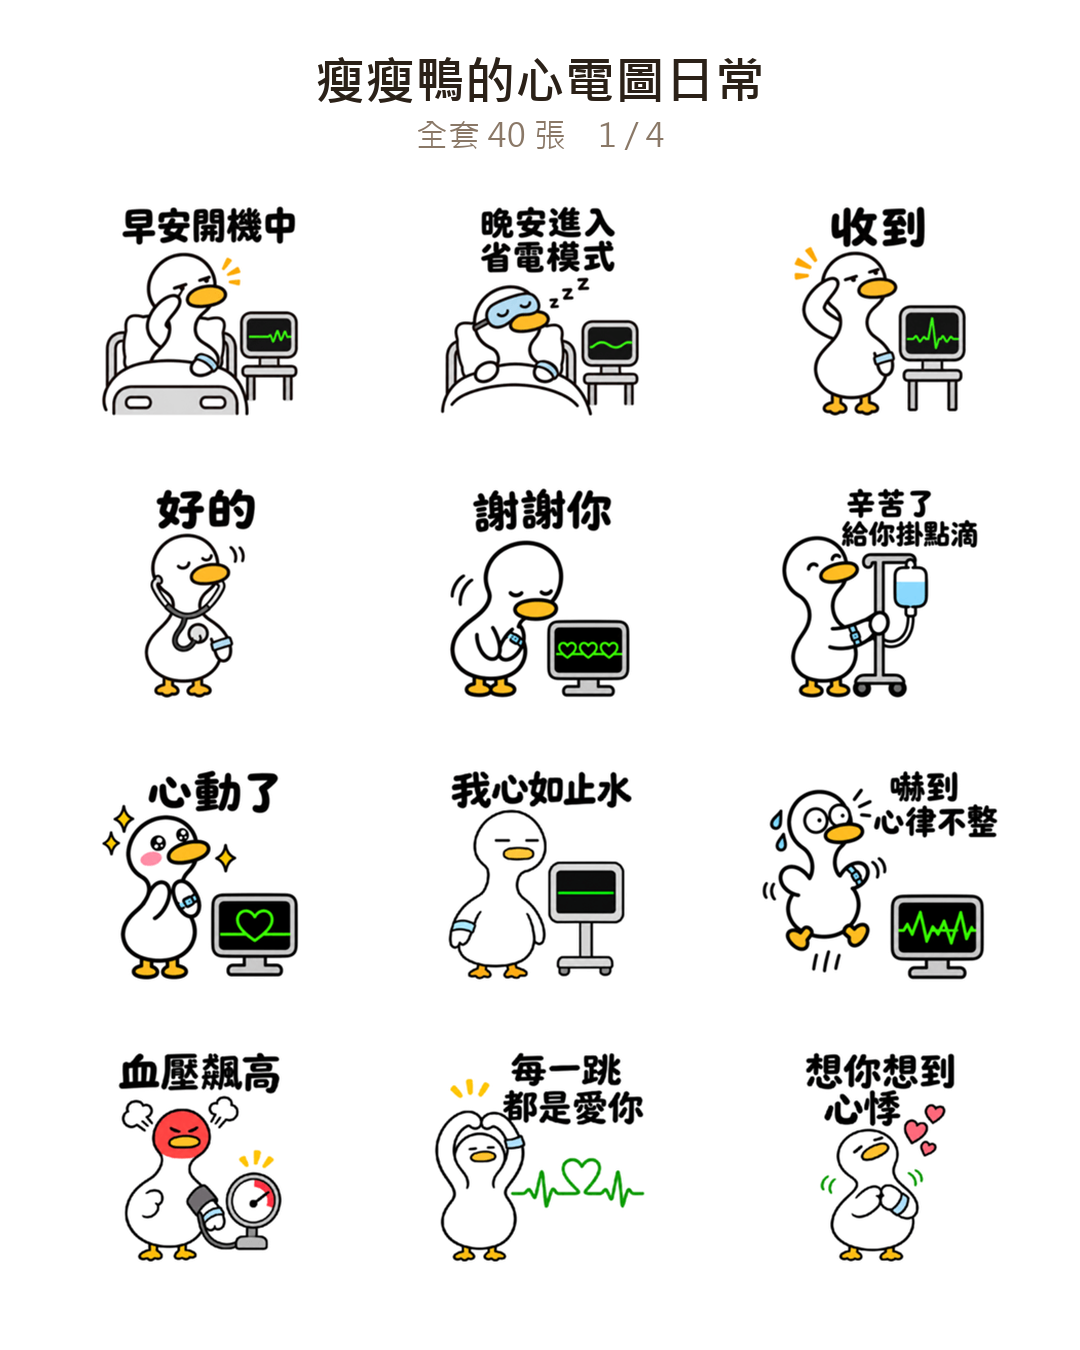 瘦瘦鴨的心電圖日常
全套 40 張 1 / 4
早安開機中
晚安進入
省電模式
z z z
收到
好的
謝謝你
辛苦了
給你掛點滴
心動了
我心如止水
嚇到
心律不整
血壓飆高
每一跳
都是愛你
想你想到
心悸